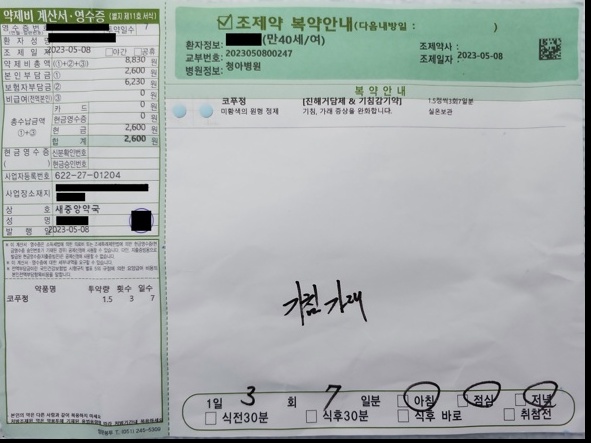 약제비 계산서·영수증 [별지 제11호 서식]
영수증번호
환자성명
조제일자 2023-05-08 □야간 □공휴
약제비총액 (①+②+③) 8,830 원
본인부담금 ① 2,600 원
보험자부담금 ② 6,230 원
비급여(전액본인) ③ 0 원
총수납금액 ①+③
카드 0 원
현금영수증 0 원
현금 2,600 원
합계 2,600 원
현금영수증 ( )
신분확인번호
현금승인번호
사업자등록번호 622-27-01204
사업장소재지
상호 새중앙약국
성명
발행일 2023-05-08
약품명 투약량 횟수 일수
코푸정 1.5 3 7
조제약 복약안내 (다음내방일 : )
환자정보: (만40세/여)
교부번호: 2023050800247
병원정보: 청아병원
조제약사:
조제일자: 2023-05-08
복약안내
코푸정 [진해거담제 & 기침감기약] 1.5정씩3회7일분
미황색의 원형 정제 기침, 가래 증상을 완화합니다. 실온보관
기침 가래
1일 3 회 7 일분 □ 아침 □ 점심 □ 저녁
□ 식전30분 □ 식후30분 □ 식후 바로 □ 취침전